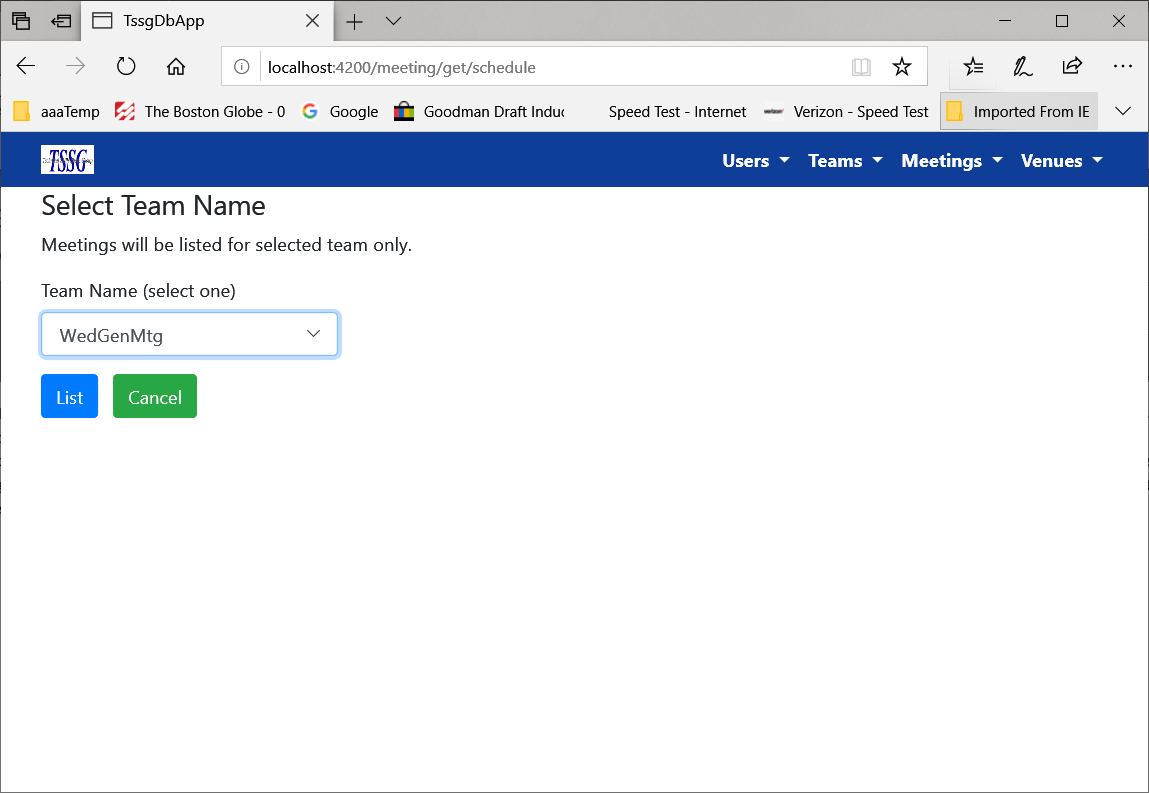 TssgDbApp
localhost:4200/meeting/get/schedule
aaaTemp The Boston Globe - 0 Google Goodman Draft Induc Speed Test - Internet Verizon - Speed Test Imported From IE
TSSG Users Teams Meetings Venues
Select Team Name
Meetings will be listed for selected team only.
Team Name (select one)
WedGenMtg
List Cancel